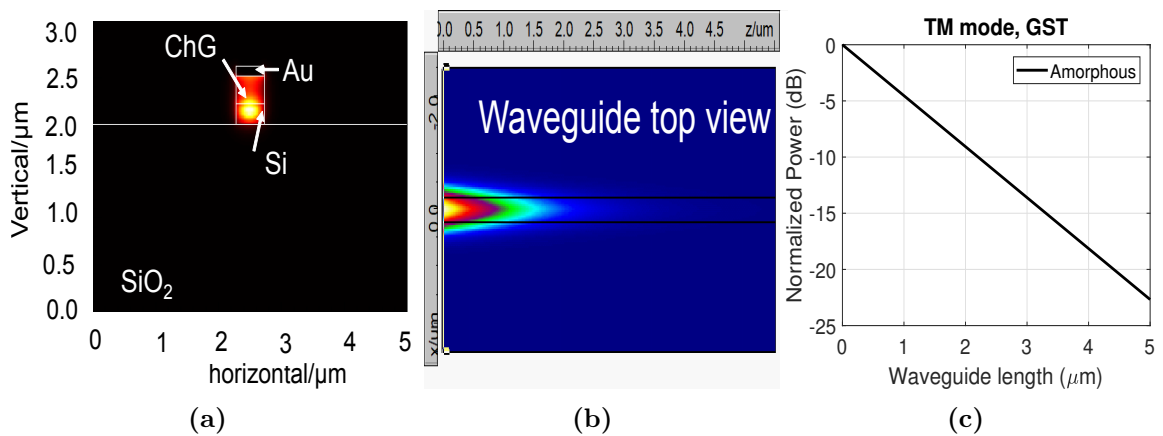 3.0
2.5
2.0
1.5
1.0
0.5
0.0
Vertical/µm
ChG
Au
Si
SiO2
0 1 2 3 4 5
horizontal/µm
(a)
0.0 0.5 1.0 1.5 2.0 2.5 3.0 3.5 4.0 4.5 z/um
-2.0
0.0
x/um
Waveguide top view
(b)
TM mode, GST
Amorphous
0
-5
-10
-15
-20
-25
Normalized Power (dB)
0 1 2 3 4 5
Waveguide length (µm)
(c)